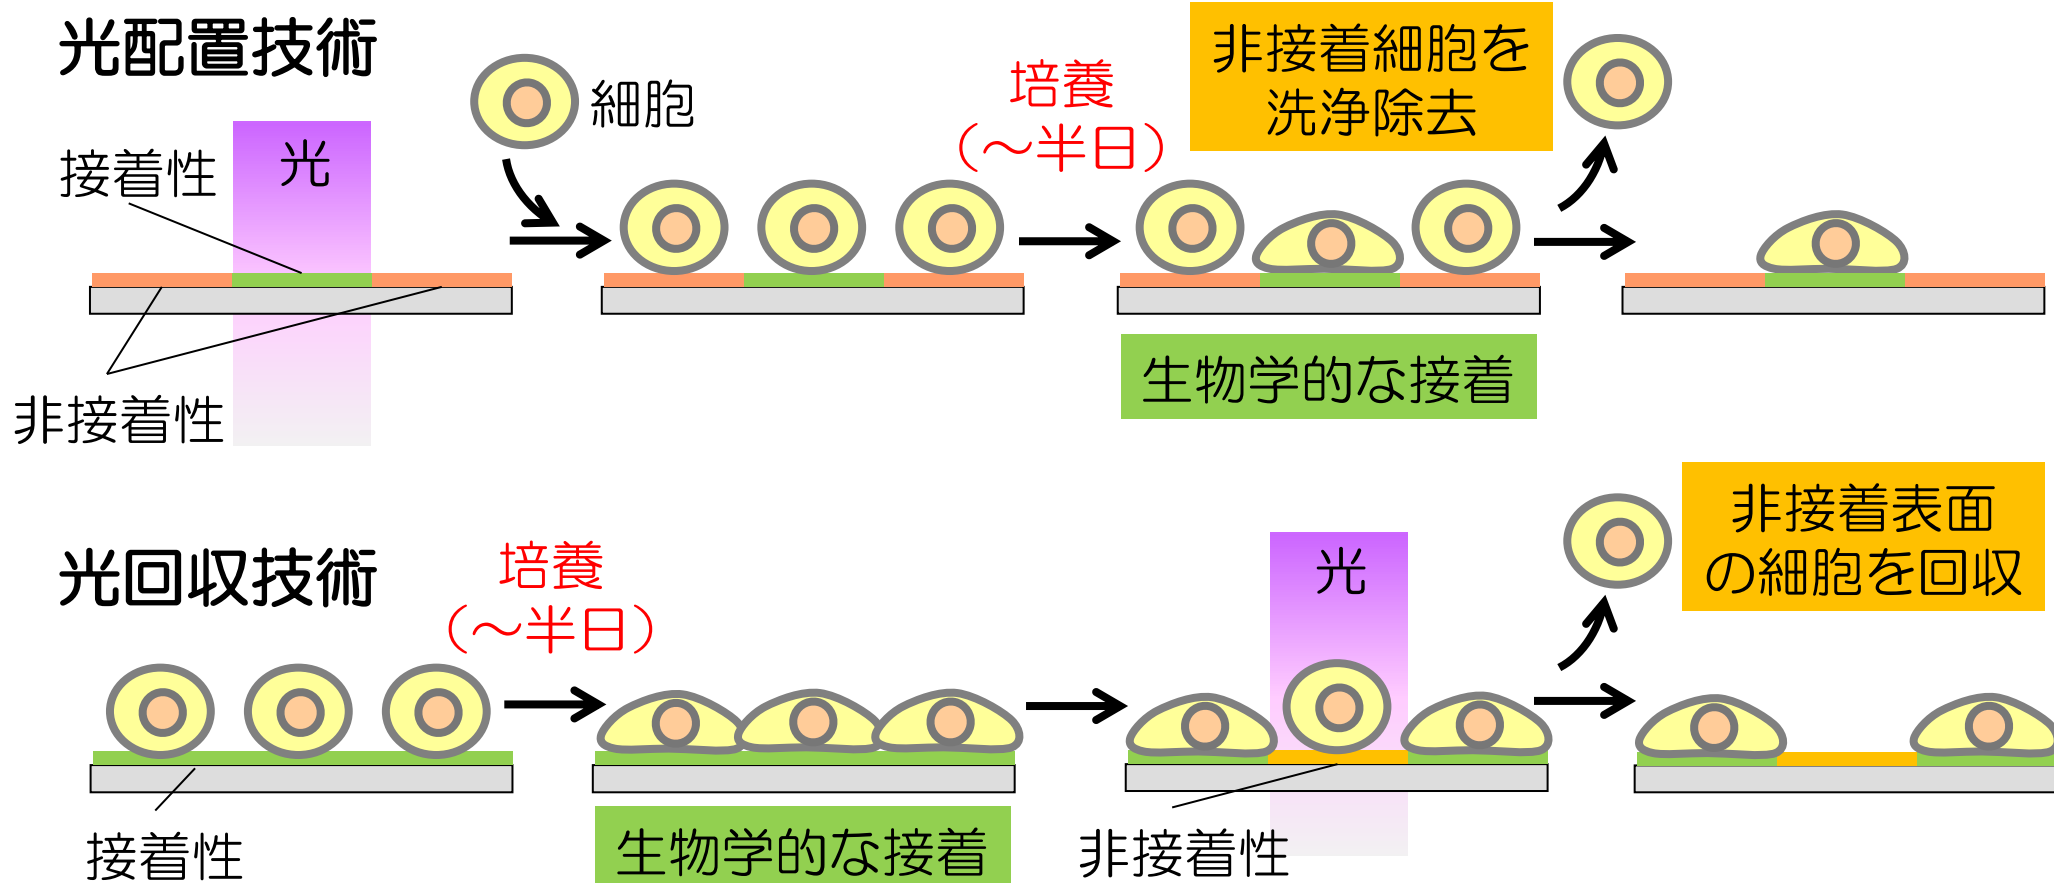 光配置技術
細胞
培養
（～半日）
非接着細胞を
洗浄除去
接着性
光
非接着性
生物学的な接着
光回収技術
培養
（～半日）
光
非接着表面
の細胞を回収
接着性
生物学的な接着
非接着性